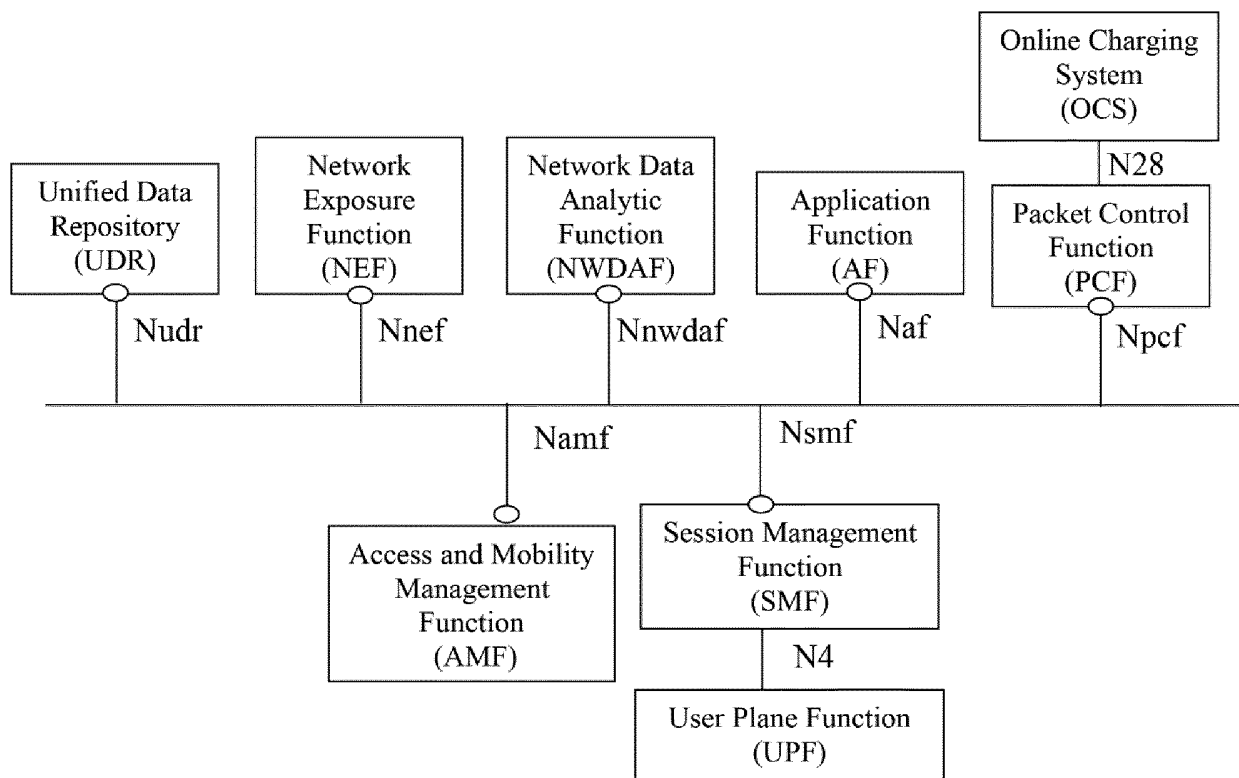 Online Charging
System
(OCS)
N28
Unified Data
Repository
(UDR)
Network
Exposure
Function
(NEF)
Network Data
Analytic
Function
(NWDAF)
Application
Function
(AF)
Packet Control
Function
(PCF)
Nudr
Nnef
Nnwdaf
Naf
Npcf
Namf
Nsmf
Access and Mobility
Management
Function
(AMF)
Session Management
Function
(SMF)
N4
User Plane Function
(UPF)